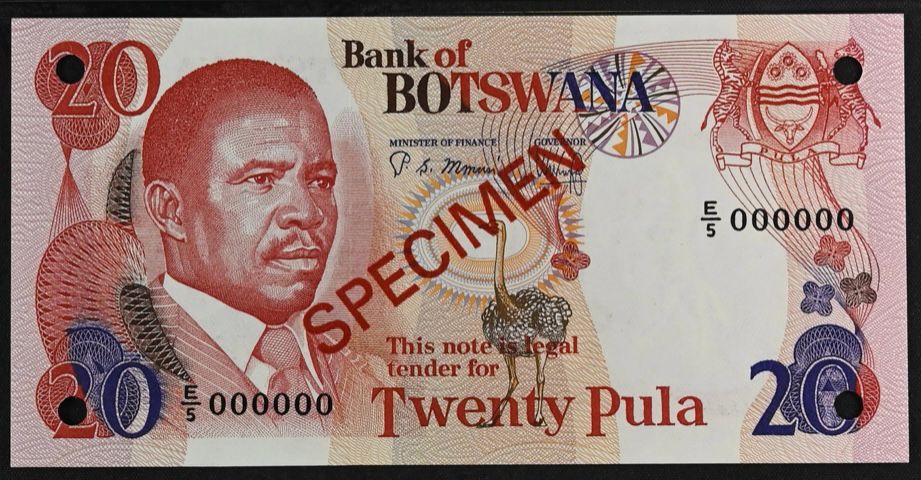 20
Bank of
BOTSWANA
MINISTER OF FINANCE GOVERNOR
SPECIMEN
E/5 000000
This note is legal
tender for
Twenty Pula
20
E/5 000000
20